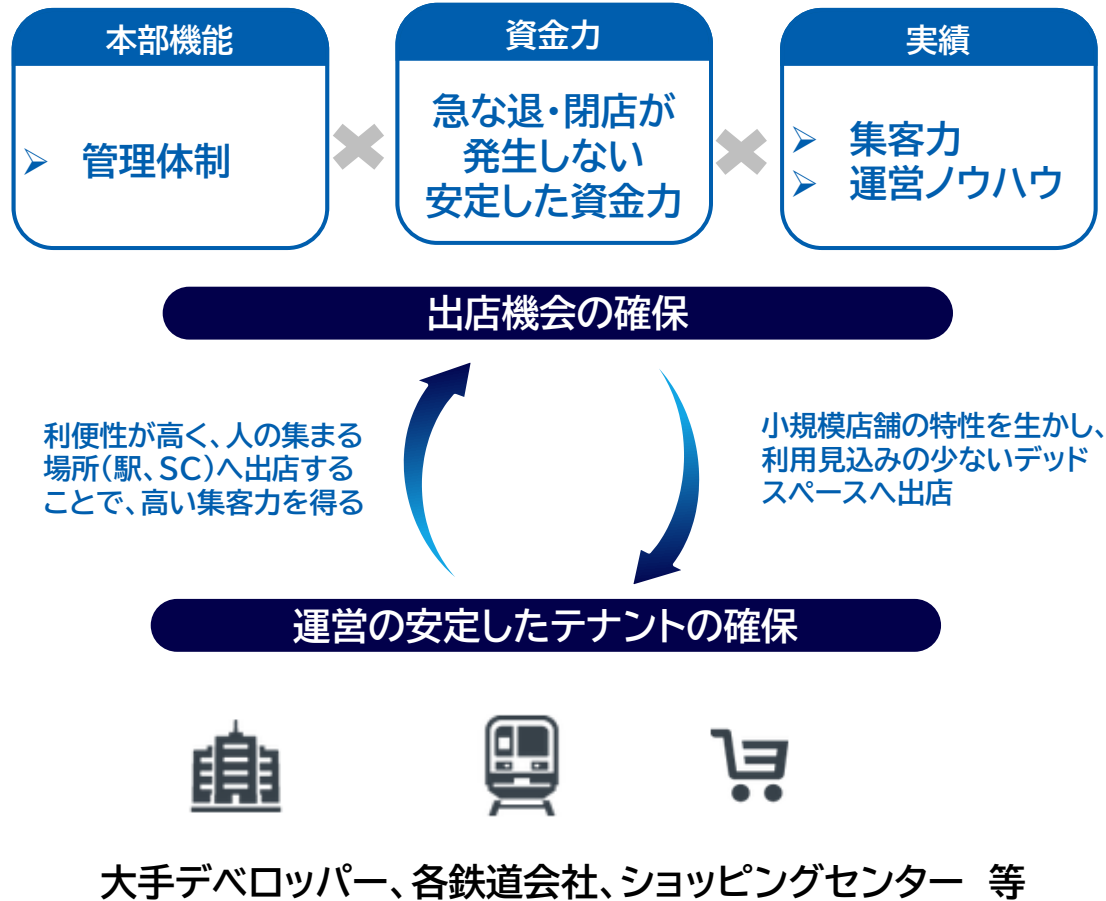 本部機能
➢ 管理体制
資金力
急な退・閉店が
発生しない
安定した資金力
実績
➢ 集客力
➢ 運営ノウハウ
出店機会の確保
利便性が高く、人の集まる
場所(駅、SC)へ出店する
ことで、高い集客力を得る
小規模店舗の特性を生かし、
利用見込みの少ないデッド
スペースへ出店
運営の安定したテナントの確保
大手デベロッパー、各鉄道会社、ショッピングセンター 等